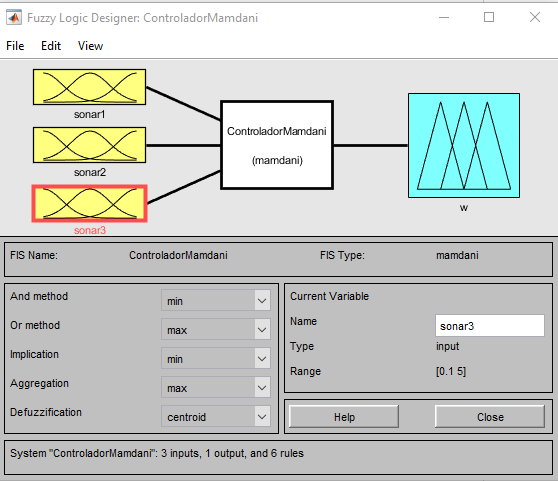 Fuzzy Logic Designer: ControladorMamdani
File Edit View
sonar1
sonar2
sonar3
ControladorMamdani
(mamdani)
w
FIS Name: ControladorMamdani FIS Type: mamdani
And method min
Or method max
Implication min
Aggregation max
Defuzzification centroid
Current Variable
Name sonar3
Type input
Range [0.1 5]
Help Close
System "ControladorMamdani": 3 inputs, 1 output, and 6 rules